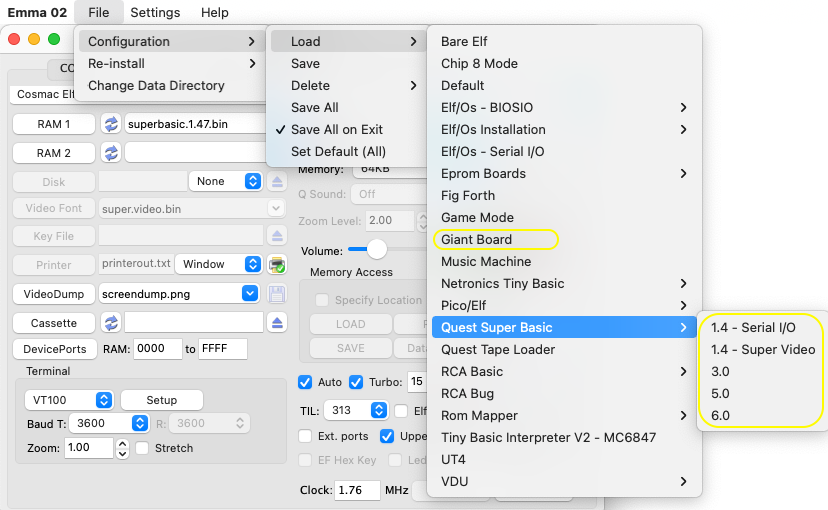 Emma 02 File Settings Help
Configuration
Re-install
Change Data Directory
Load
Save
Delete
Save All
✓ Save All on Exit
Set Default (All)
Bare Elf
Chip 8 Mode
Default
Elf/Os - BIOSIO
Elf/Os Installation
Elf/Os - Serial I/O
Eprom Boards
Fig Forth
Game Mode
Giant Board
Music Machine
Netronics Tiny Basic
Pico/Elf
Quest Super Basic
Quest Tape Loader
RCA Basic
RCA Bug
Rom Mapper
Tiny Basic Interpreter V2 - MC6847
UT4
VDU
1.4 - Serial I/O
1.4 - Super Video
3.0
5.0
6.0
Cosmac Elf
RAM 1 superbasic.1.47.bin
RAM 2
Disk None
Video Font super.video.bin
Key File
Printer printerout.txt Window
VideoDump screendump.png
Cassette
DevicePorts RAM: 0000 to FFFF
Terminal
VT100 Setup
Baud T: 3600 R: 3600
Zoom: 1.00 Stretch
Memory: 64KB
Q Sound: Off
Zoom Level: 2.00
Volume:
Memory Access
Specify Location
LOAD
SAVE
Auto Turbo: 15
TIL: 313 Elf
Ext. ports Uppe
EF Hex Key Led
Clock: 1.76 MHz